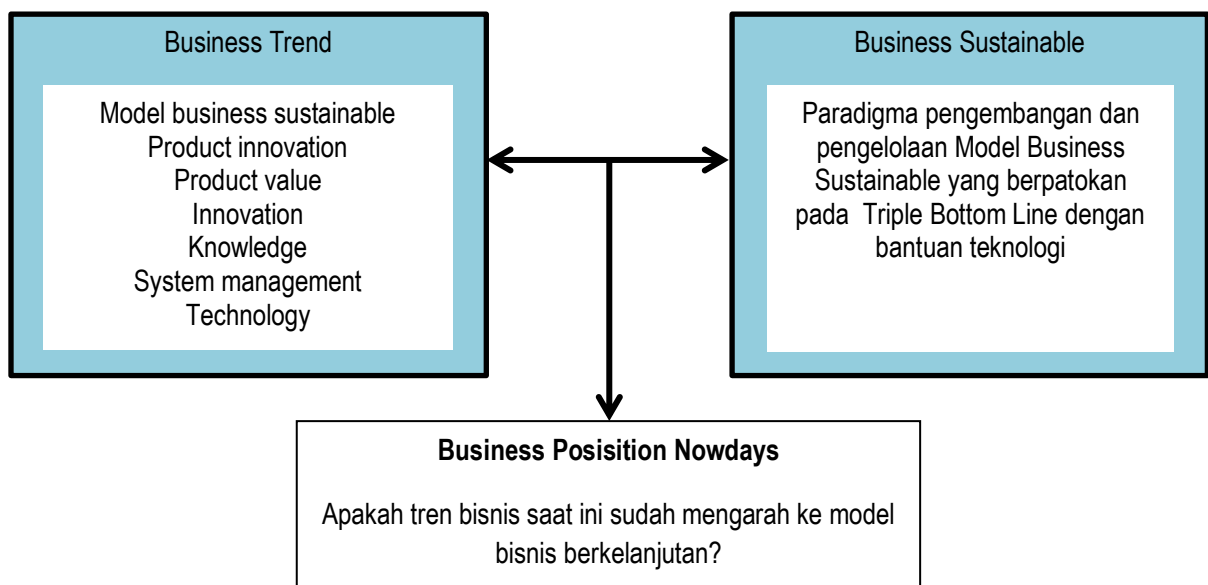 Business Trend
Model business sustainable
Product innovation
Product value
Innovation
Knowledge
System management
Technology
Business Sustainable
Paradigma pengembangan dan
pengelolaan Model Business
Sustainable yang berpatokan
pada Triple Bottom Line dengan
bantuan teknologi
Business Posisition Nowdays
Apakah tren bisnis saat ini sudah mengarah ke model
bisnis berkelanjutan?